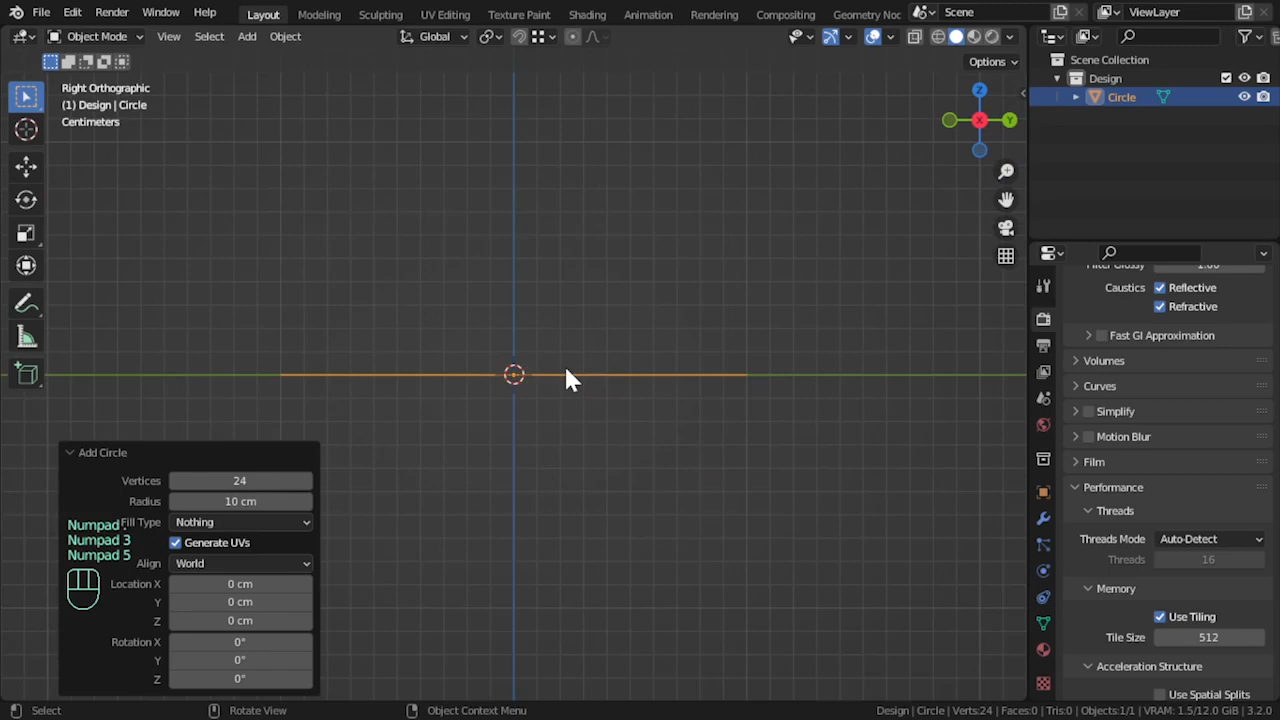 File Edit Render Window Help Layout Modeling Sculpting UV Editing Texture Paint Shading Animation Rendering Compositing Geometry Noc Scene ViewLayer
Object Mode View Select Add Object Global
Options
Right Orthographic
(1) Design | Circle
Centimeters
Z
X
Y
Add Circle
Vertices 24
Radius 10 cm
Fill Type Nothing
Generate UVs
Align World
Location X 0 cm
Y 0 cm
Z 0 cm
Rotation X 0°
Y 0°
Z 0°
Numpad .
Numpad 3
Numpad 5
Scene Collection
Design
Circle
Filter Glossy 1.00
Caustics Reflective
Refractive
Fast GI Approximation
Volumes
Curves
Simplify
Motion Blur
Film
Performance
Threads
Threads Mode Auto-Detect
Threads 16
Memory
Use Tiling
Tile Size 512
Acceleration Structure
Use Spatial Splits
Select Rotate View Object Context Menu Design | Circle | Verts:24 | Faces:0 | Tris:0 | Objects:1/1 | VRAM: 1.5/12.0 GiB | 3.2.0